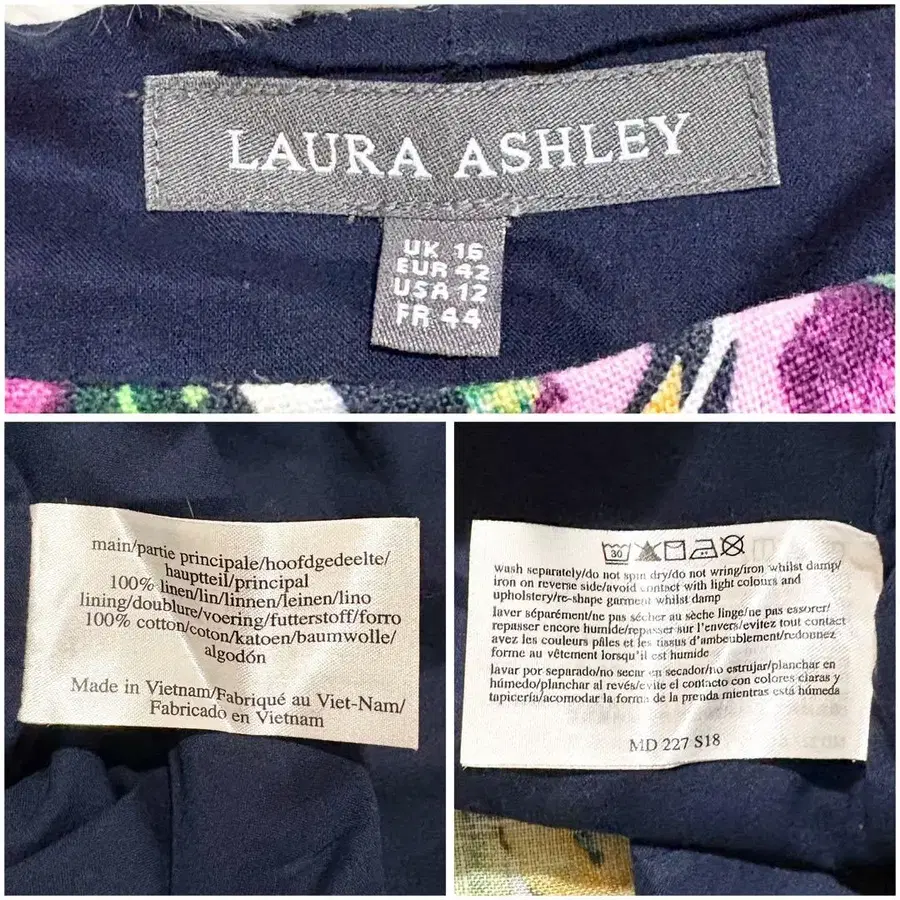 LAURA ASHLEY
UK 16
EUR 42
USA 12
FR 44
main/partie principale/hoofdgedeelte/
hauptteil/principal
100% linen/lin/linnen/leinen/lino
lining/doublure/voering/futterstoff/forro
100% cotton/coton/katoen/baumwolle/
algodón
Made in Vietnam/Fabriqué au Viet-Nam/
Fabricado en Vietnam
30
wash separately/do not spin dry/do not wring/iron whilst damp/
iron on reverse side/avoid contact with light colours and
upholstery/re-shape garment whilst damp
laver séparément/ne pas sécher au sèche linge/ne pas essorer/
repasser encore humide/repasser sur l'envers/evitez tout contact
avec les couleurs pâles et les tissus d'ambeublement/redonnez
forme au vêtement lorsqu'il est humide
lavar por separado/no secar en secador/no estrujar/planchar en
húmedo/planchar al revés/evite el contacto con colores claras y
tapicería/acomodar la forma de la prenda mientras está húmeda
MD 227 S18